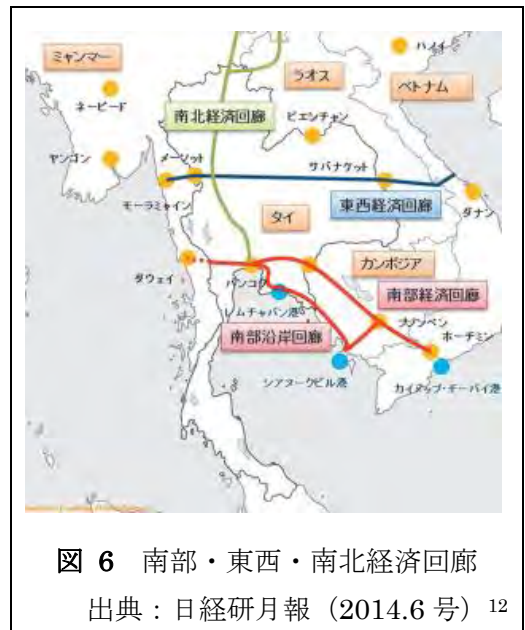 ハノイ
ミャンマー
ラオス
ベトナム
ネーピード
南北経済回廊
ビエンチャン
ヤンゴン
メーソット
サバナケット
モーラミャイン
東西経済回廊
ダナン
タイ
カンボジア
ダウェイ
バンコク
南部経済回廊
レムチャバン港
プノンペン
ホーチミン
南部沿岸回廊
シアヌークビル港
カイメップ・チーバイ港
図 6 南部・東西・南北経済回廊
出典：日経研月報（2014.6 号）12